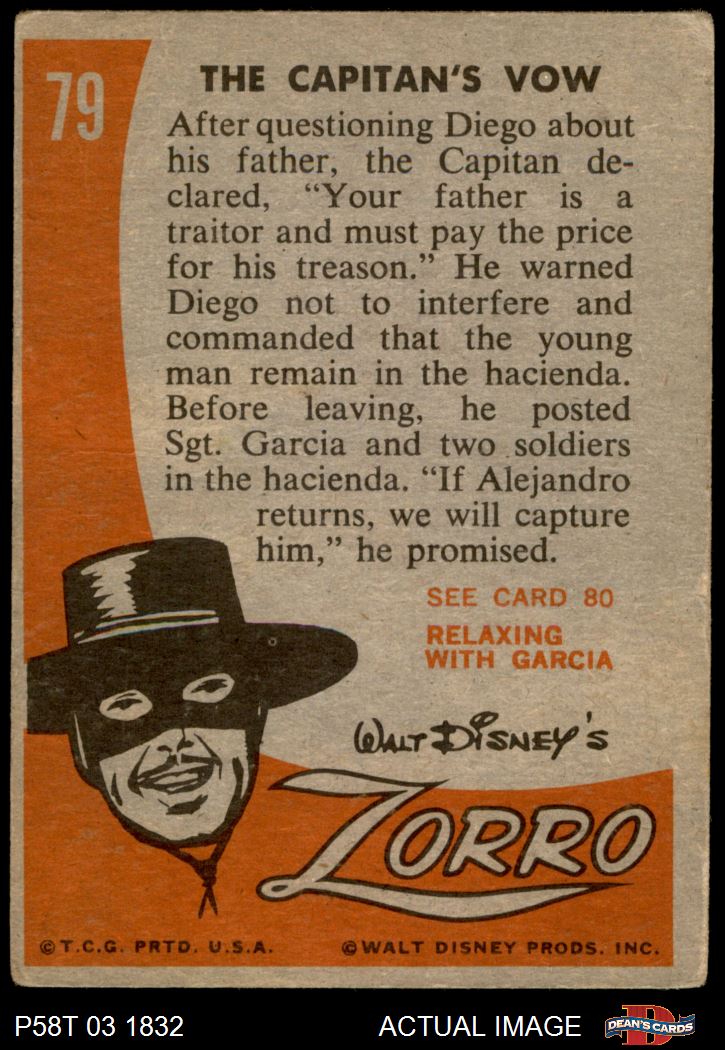 79
THE CAPITAN'S VOW
After questioning Diego about
his father, the Capitan de-
clared, "Your father is a
traitor and must pay the price
for his treason." He warned
Diego not to interfere and
commanded that the young
man remain in the hacienda.
Before leaving, he posted
Sgt. Garcia and two soldiers
in the hacienda. "If Alejandro
returns, we will capture
him," he promised.
SEE CARD 80
RELAXING
WITH GARCIA
WALT DISNEY'S
ZORRO
© T.C.G. PRTD. U.S.A.
© WALT DISNEY PRODS. INC.
P58T 03 1832
ACTUAL IMAGE
D
DEAN'S CARDS